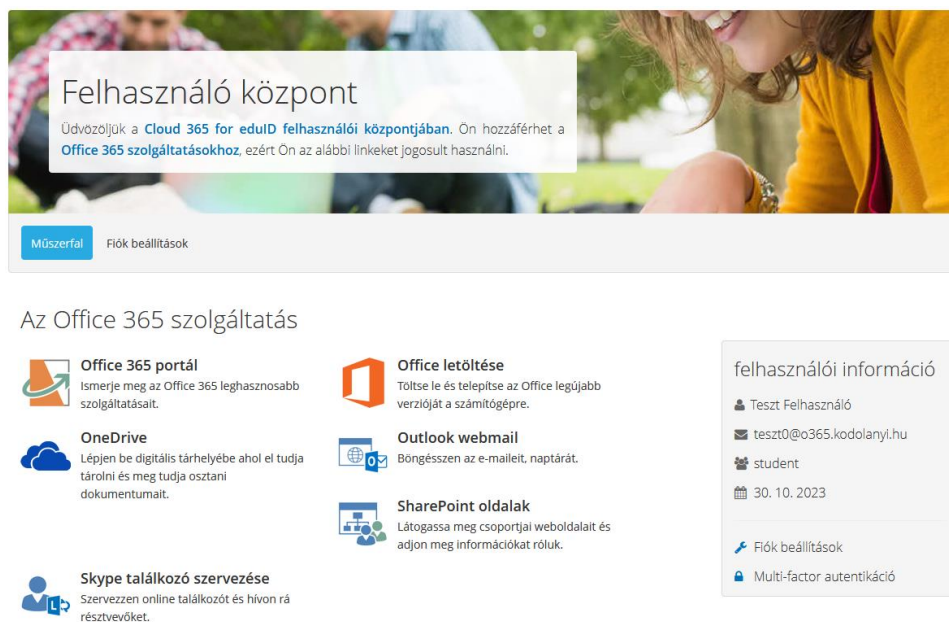 Felhasználó központ
Üdvözöljük a Cloud 365 for eduID felhasználói központjában. Ön hozzáférhet a
Office 365 szolgáltatásokhoz, ezért Ön az alábbi linkeket jogosult használni.
Műszerfal
Fiók beállítások
Az Office 365 szolgáltatás
Office 365 portál
Ismerje meg az Office 365 leghasznosabb
szolgáltatásait.
Office letöltése
Töltse le és telepítse az Office legújabb
verzióját a számítógépre.
OneDrive
Lépjen be digitális tárhelyébe ahol el tudja
tárolni és meg tudja osztani
dokumentumait.
Outlook webmail
Böngésszen az e-maileit, naptárát.
SharePoint oldalak
Látogassa meg csoportjai weboldalait és
adjon meg információkat róluk.
Skype találkozó szervezése
Szervezzen online találkozót és hívon rá
résztvevőket.
felhasználói információ
Teszt Felhasználó
teszt0@o365.kodolanyi.hu
student
30. 10. 2023
Fiók beállítások
Multi-factor autentikáció